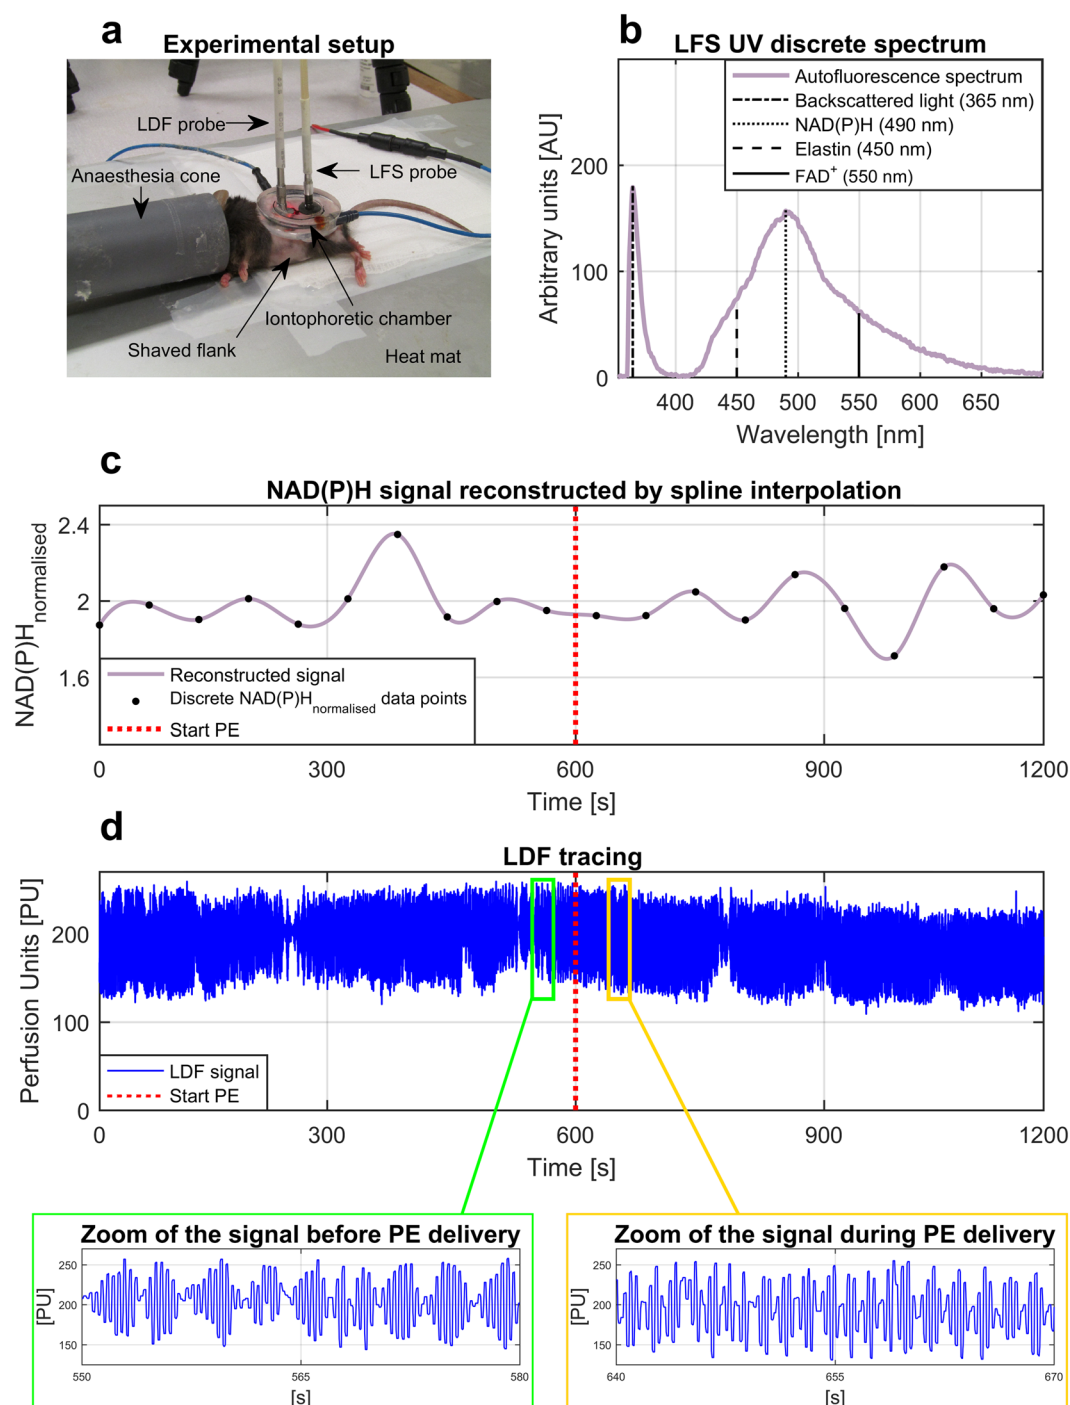 a
Experimental setup
LDF probe
LFS probe
Anaesthesia cone
Iontophoretic chamber
Shaved flank
Heat mat
b
LFS UV discrete spectrum
Autofluorescence spectrum
Backscattered light (365 nm)
NAD(P)H (490 nm)
Elastin (450 nm)
FAD+ (550 nm)
Arbitrary units [AU]
200
100
0
400 450 500 550 600 650
Wavelength [nm]
c
NAD(P)H signal reconstructed by spline interpolation
NAD(P)Hnormalised
2.4
2
1.6
Reconstructed signal
Discrete NAD(P)Hnormalised data points
Start PE
0 300 600 900 1200
Time [s]
d
LDF tracing
Perfusion Units [PU]
200
100
0
LDF signal
Start PE
0 300 600 900 1200
Time [s]
Zoom of the signal before PE delivery
[PU]
250
200
150
550 565 580
[s]
Zoom of the signal during PE delivery
[PU]
250
200
150
640 655 670
[s]